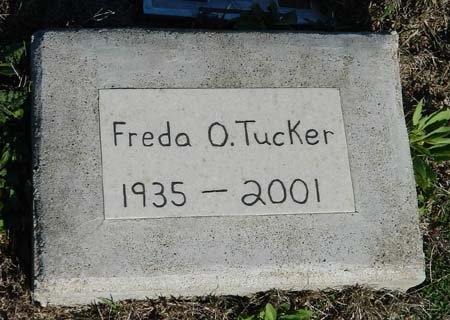 Freda O. Tucker
1935 - 2001